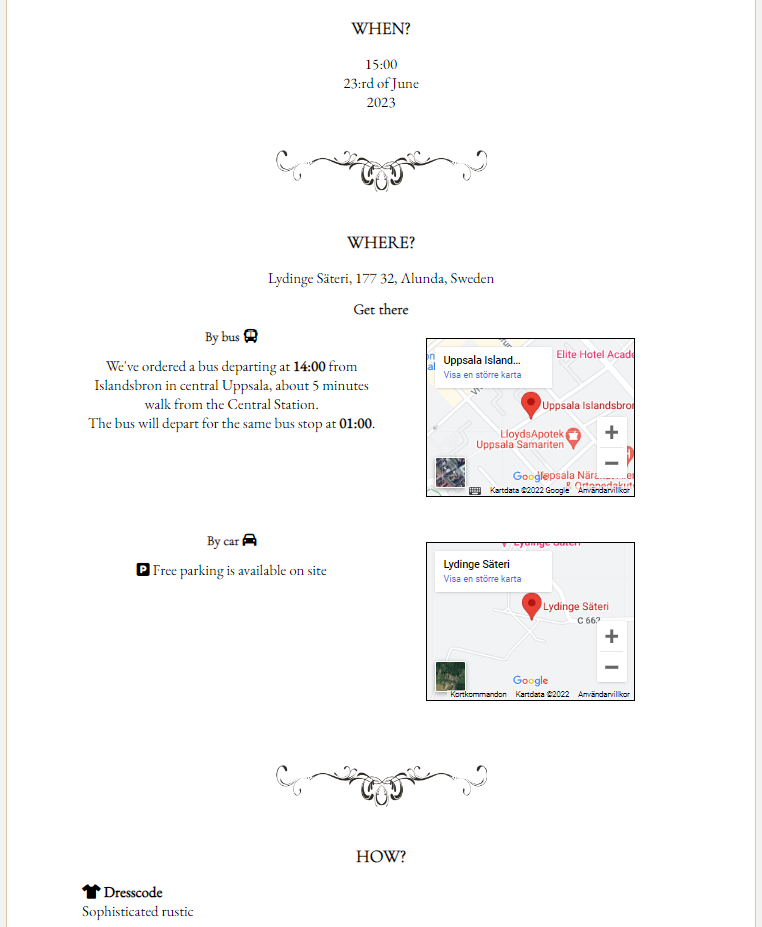 WHEN?
15:00
23:rd of June
2023
WHERE?
Lydinge Säteri, 177 32, Alunda, Sweden
Get there
By bus
We've ordered a bus departing at 14:00 from
Islandsbron in central Uppsala, about 5 minutes
walk from the Central Station.
The bus will depart for the same bus stop at 01:00.
Uppsala Island...
Visa en större karta
Elite Hotel Acade
Uppsala Islandsbron
LloydsApotek
Uppsala Samariten
Google
Uppsala När
Kartdata ©2022 Google
Användarvillkor
By car
P Free parking is available on site
Lydinge Säteri
Visa en större karta
Lydinge Säteri
C 662
Google
Kortkommandon
Kartdata ©2022
Användarvillkor
HOW?
Dresscode
Sophisticated rustic